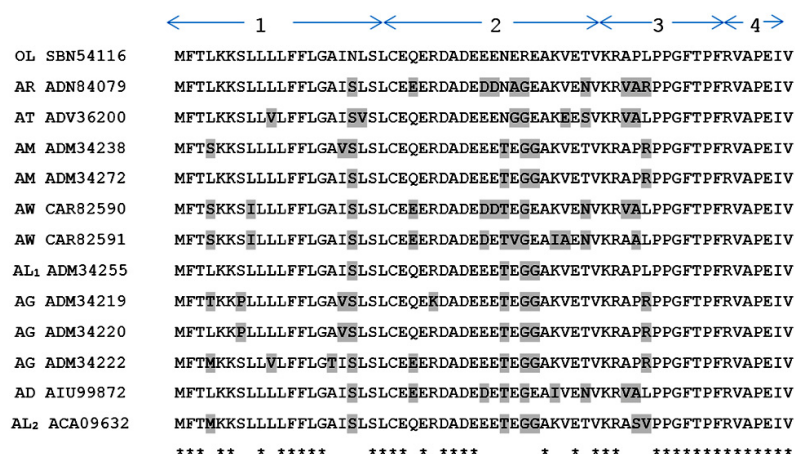 1 2 3 4
OL SBN54116 MFTLKKSLLLLFFLGAINLSLCEQERDADEEENEREAKVETVKRAPLPPGFTPFRVAPEIV
AR ADN84079 MFTLKKSLLLLFFLGAISLSLCEEERDADEDDNAGEAKVENVKRVARPPGFTPFRVAPEIV
AT ADV36200 MFTLKKSLLVLFFLGAISVSLCEQERDADEEENGGEAKEESVKRVALPPGFTPFRVAPEIV
AM ADM34238 MFTSKKSLLLLFFLGAVSLSLCEQERDADEEETEGGAKVETVKRAPRPPGFTPFRVAPEIV
AM ADM34272 MFTLKKSLLLLFFLGAISLSLCEQERDADEEETEGGAKVETVKRAPRPPGFTPFRVAPEIV
AW CAR82590 MFTSKKSILLLFFLGAISLSLCEEERDADEDDTEGEAKVENVKRVALPPGFTPFRVAPEIV
AW CAR82591 MFTSKKSILLLFFLGAISLSLCEEERDADEDETVGEAIAENVKRAALPPGFTPFRVAPEIV
AL₁ ADM34255 MFTLKKSLLLLFFLGAISLSLCEQERDADEEETEGGAKVETVKRAPLPPGFTPFRVAPEIV
AG ADM34219 MFTTKKPLLLLFFLGAVSLSLCEQEKDADEEETEGGAKVETVKRAPRPPGFTPFRVAPEIV
AG ADM34220 MFTLKKPLLLLFFLGAVSLSLCEQERDADEEETEGGAKVETVKRAPRPPGFTPFRVAPEIV
AG ADM34222 MFTMKKSLLVLFFLGTISLSLCEEERDADEEETEGGAKVETVKRAPRPPGFTPFRVAPEIV
AD AIU99872 MFTLKKSLLLLFFLGAISLSLCEEERDADEDETEGEAIVENVKRVALPPGFTPFRVAPEIV
AL₂ ACA09632 MFTMKKSLLLLFFLGAISLSLCEQERDADEEETEGGAKVETVKRASVPPGFTPFRVAPEIV
*** ** * ***** **** * **** * * *** **************